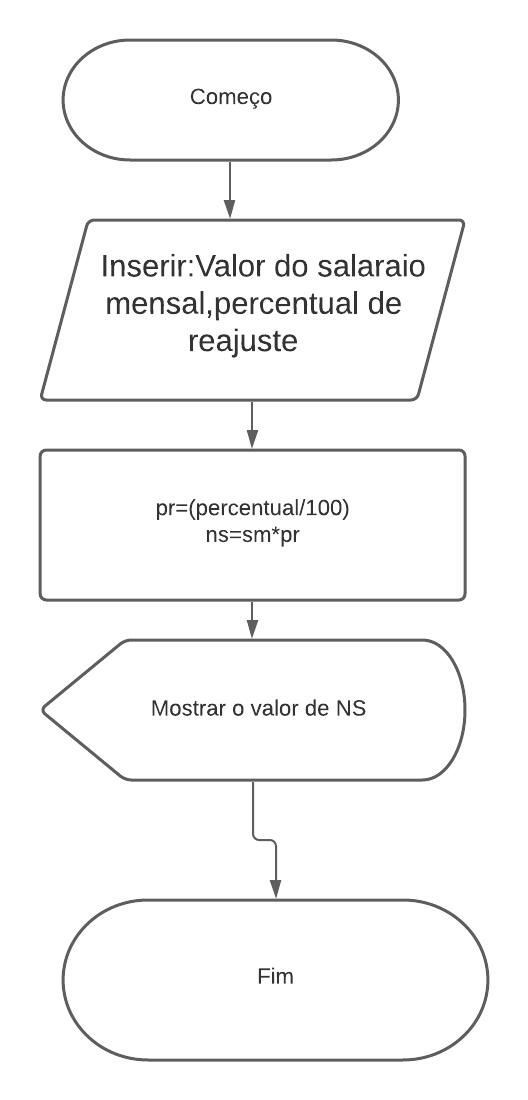 Começo
Inserir:Valor do salaraio
mensal,percentual de
reajuste
pr=(percentual/100)
ns=sm*pr
Mostrar o valor de NS
Fim